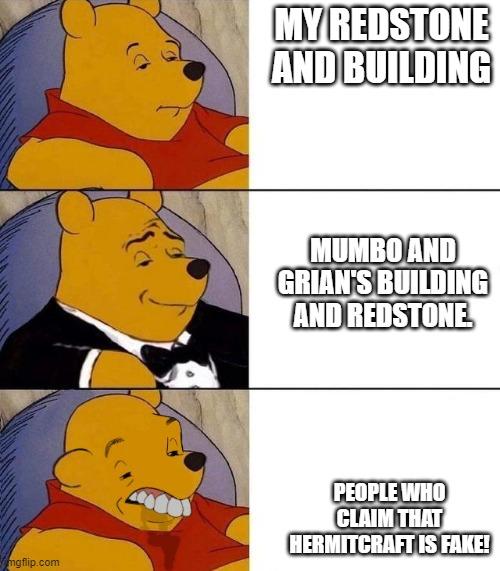 MY REDSTONE
AND BUILDING
MUMBO AND
GRIAN'S BUILDING
AND REDSTONE.
PEOPLE WHO
CLAIM THAT
HERMITCRAFT IS FAKE!
imgflip.com